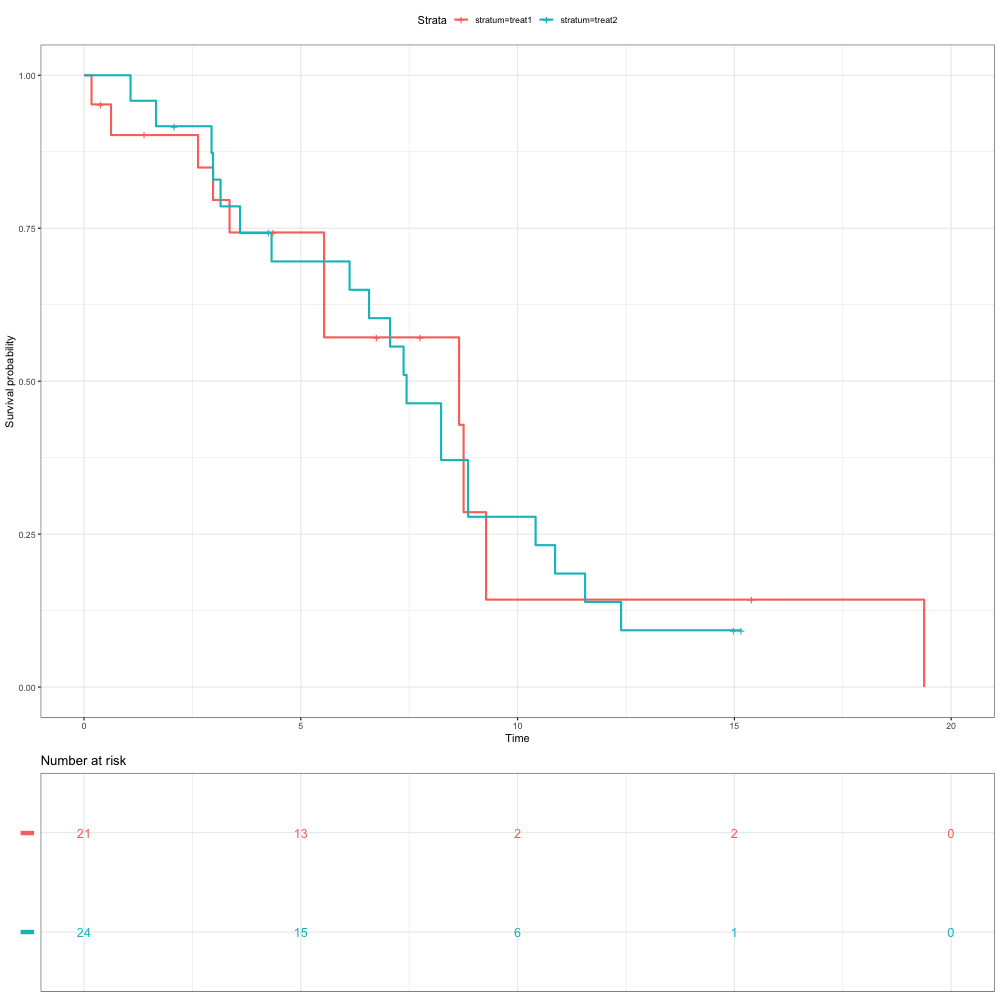 Strata stratum=treat1 stratum=treat2
1.00
0.75
0.50
0.25
0.00
Survival probability
0 5 10 15 20
Time
Number at risk
21 13 2 2 0
24 15 6 1 0